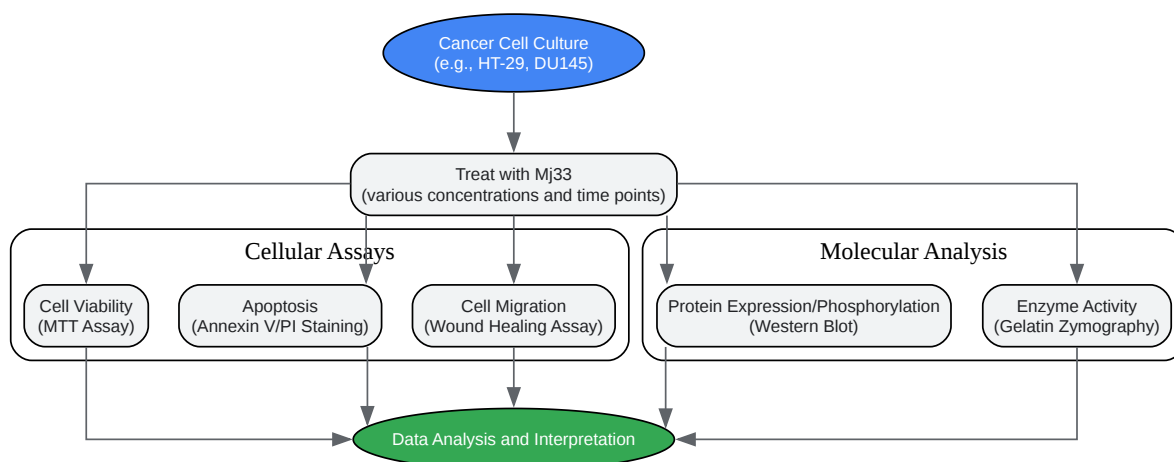 Cancer Cell Culture
(e.g., HT-29, DU145)
Treat with Mj33
(various concentrations and time points)
Cellular Assays
Molecular Analysis
Cell Viability
(MTT Assay)
Apoptosis
(Annexin V/PI Staining)
Cell Migration
(Wound Healing Assay)
Protein Expression/Phosphorylation
(Western Blot)
Enzyme Activity
(Gelatin Zymography)
Data Analysis and Interpretation